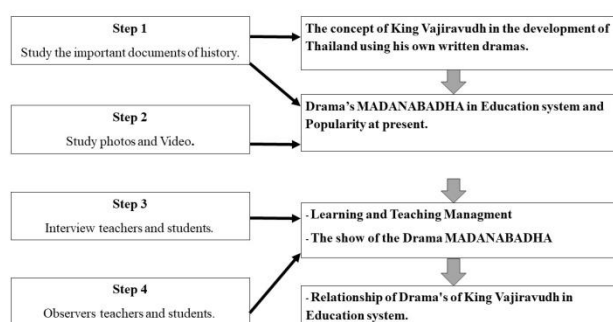 Step 1
Study the important documents of history.
The concept of King Vajiravudh in the development of
Thailand using his own written dramas.
Step 2
Study photos and Video.
Drama's MADANABADHA in Education system and
Popularity at present.
Step 3
Interview teachers and students.
- Learning and Teaching Managment
- The show of the Drama MADANABADHA
Step 4
Observers teachers and students.
- Relationship of Drama's of King Vajiravudh in
Education system.